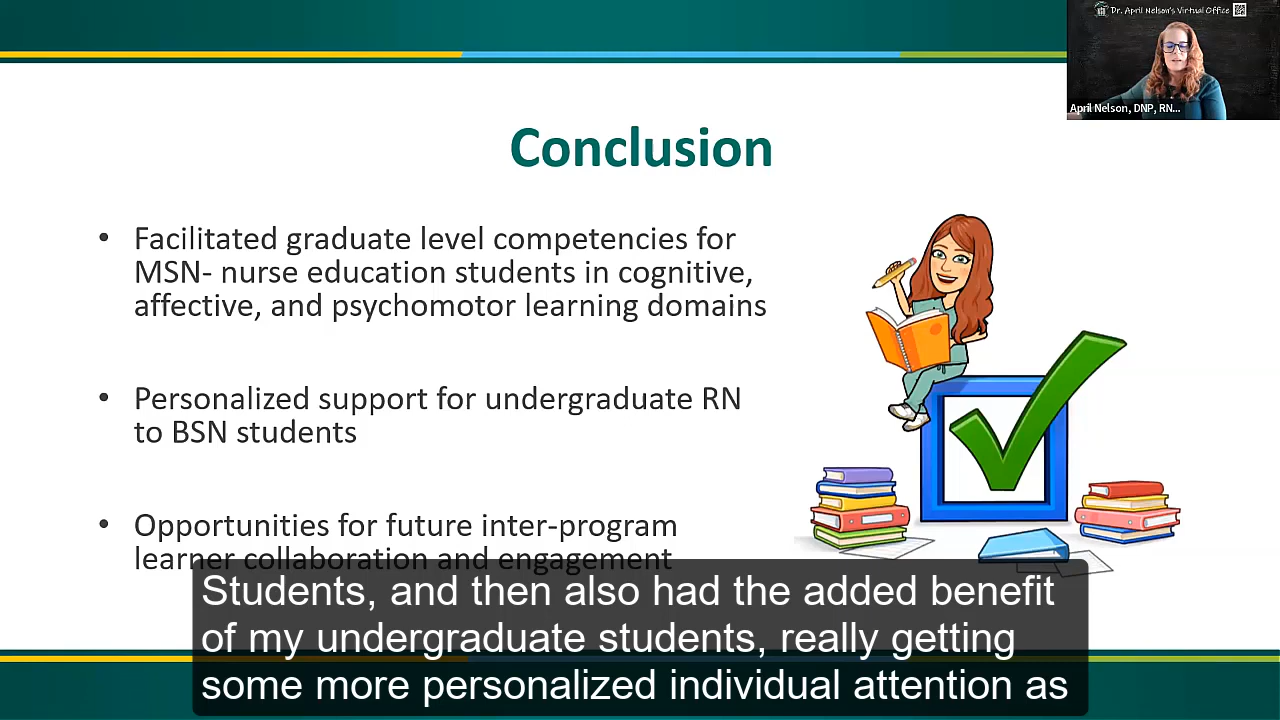 Dr. April Nelson's Virtual Office
April Nelson, DNP, RN...
Conclusion
• Facilitated graduate level competencies for
MSN- nurse education students in cognitive,
affective, and psychomotor learning domains
• Personalized support for undergraduate RN
to BSN students
• Opportunities for future inter-program
learner collaboration and engagement
Students, and then also had the added benefit
of my undergraduate students, really getting
some more personalized individual attention as